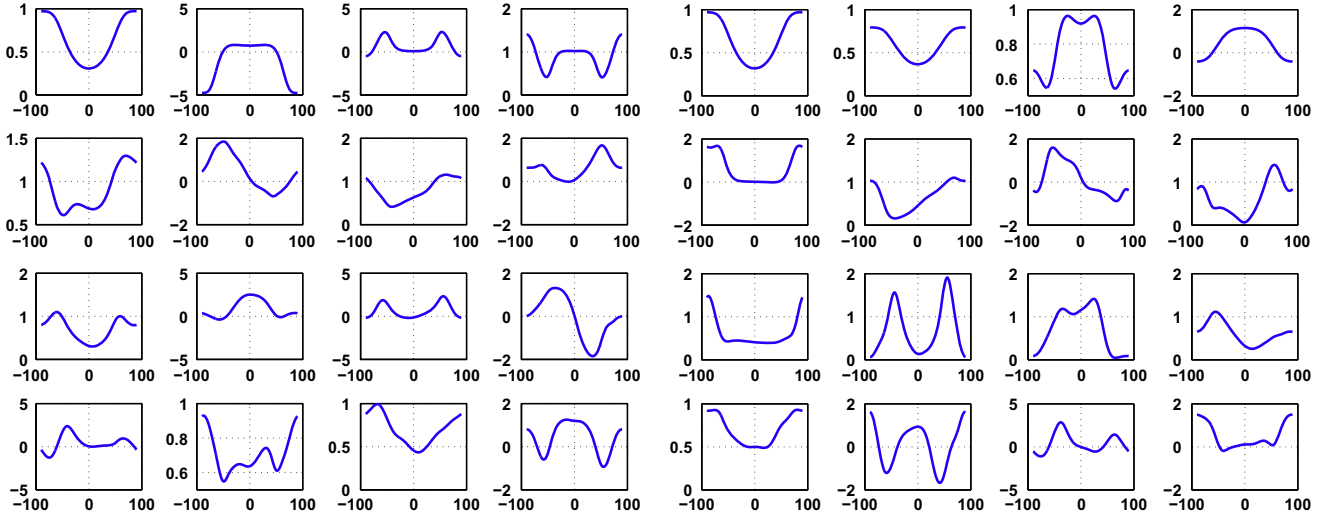 1 5 5 2 1 1 1 2
0.5 0 0 1 0.5 0.5 0.8 0
0.6
0 −5 −5 0 0 0 −2
−100 0 100 −100 0 100 −100 0 100 −100 0 100 −100 0 100 −100 0 100 −100 0 100 −100 0 100
1.5 2 2 2 2 2 2 2
1 0 1 0 0 1 0 1
0.5 −2 0 −2 −2 0 −2 0
−100 0 100 −100 0 100 −100 0 100 −100 0 100 −100 0 100 −100 0 100 −100 0 100 −100 0 100
2 5 5 2 2 2 2 2
1 0 0 0 1 1 1 1
0 −5 −5 −2 0 0 0 0
−100 0 100 −100 0 100 −100 0 100 −100 0 100 −100 0 100 −100 0 100 −100 0 100 −100 0 100
5 1 1 2 1 2 5 2
0 0.8 0.5 0 0.5 0 0 0
0.6
−5 0 −2 0 −2 −5 −2
−100 0 100 −100 0 100 −100 0 100 −100 0 100 −100 0 100 −100 0 100 −100 0 100 −100 0 100